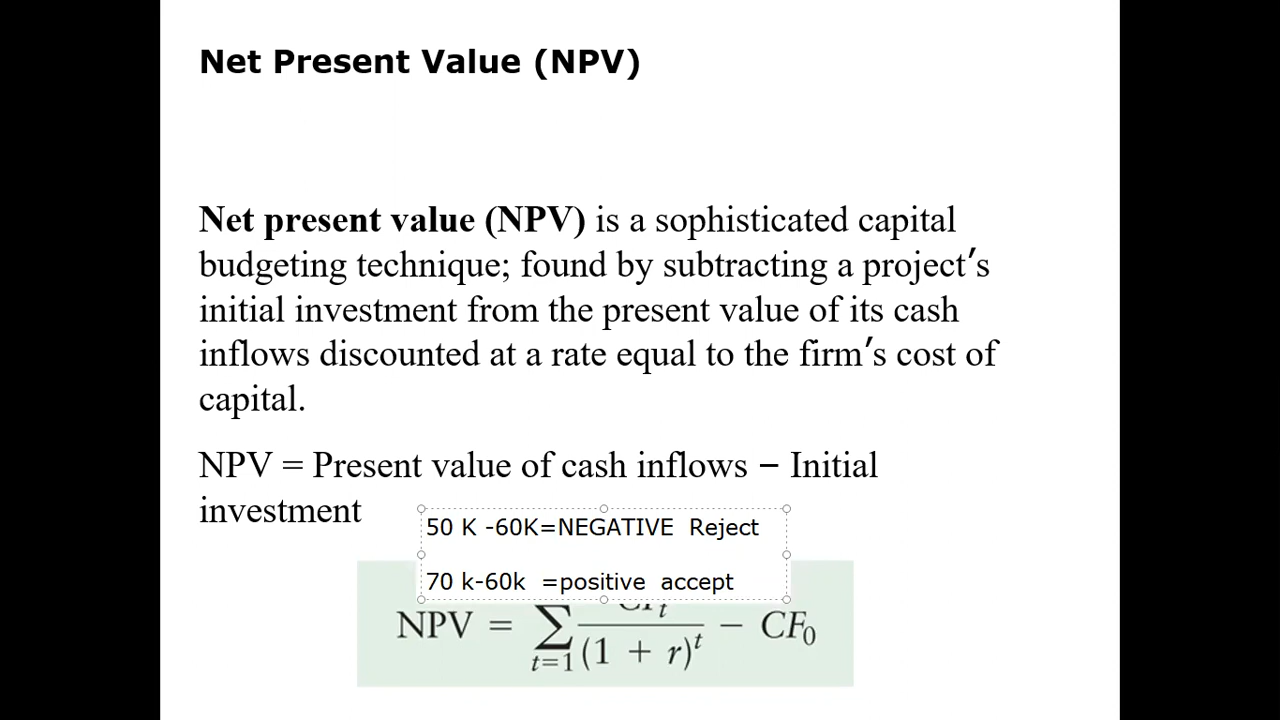 Net Present Value (NPV)
Net present value (NPV) is a sophisticated capital
budgeting technique; found by subtracting a project′s
initial investment from the present value of its cash
inflows discounted at a rate equal to the firm′s cost of
capital.
NPV = Present value of cash inflows − Initial
investment
50 K -60K=NEGATIVE Reject
70 k-60k =positive accept
NPV = ∑ t=1 / (1 + r)^t − CF₀